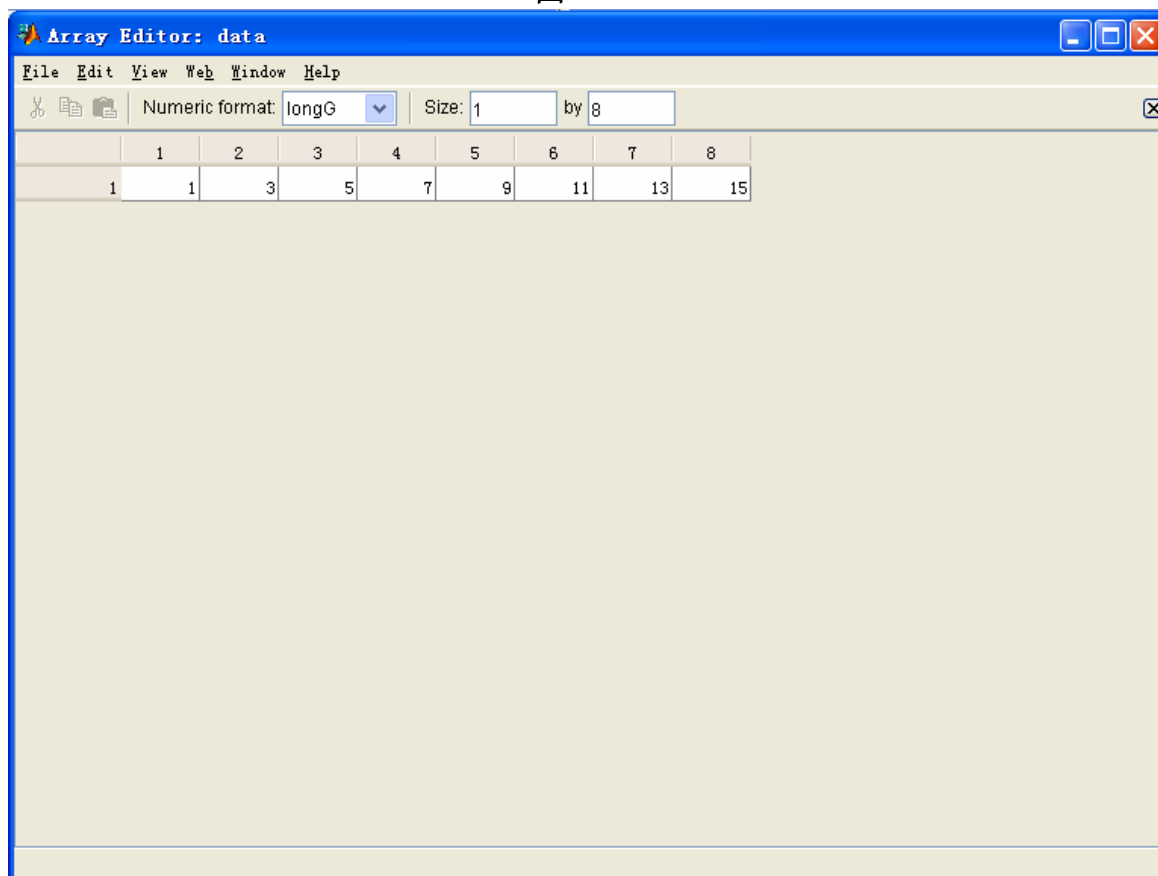 Array Editor: data
File Edit View Web Window Help
Numeric format: longG Size: 1 by 8
1 2 3 4 5 6 7 8
1 1 3 5 7 9 11 13 15